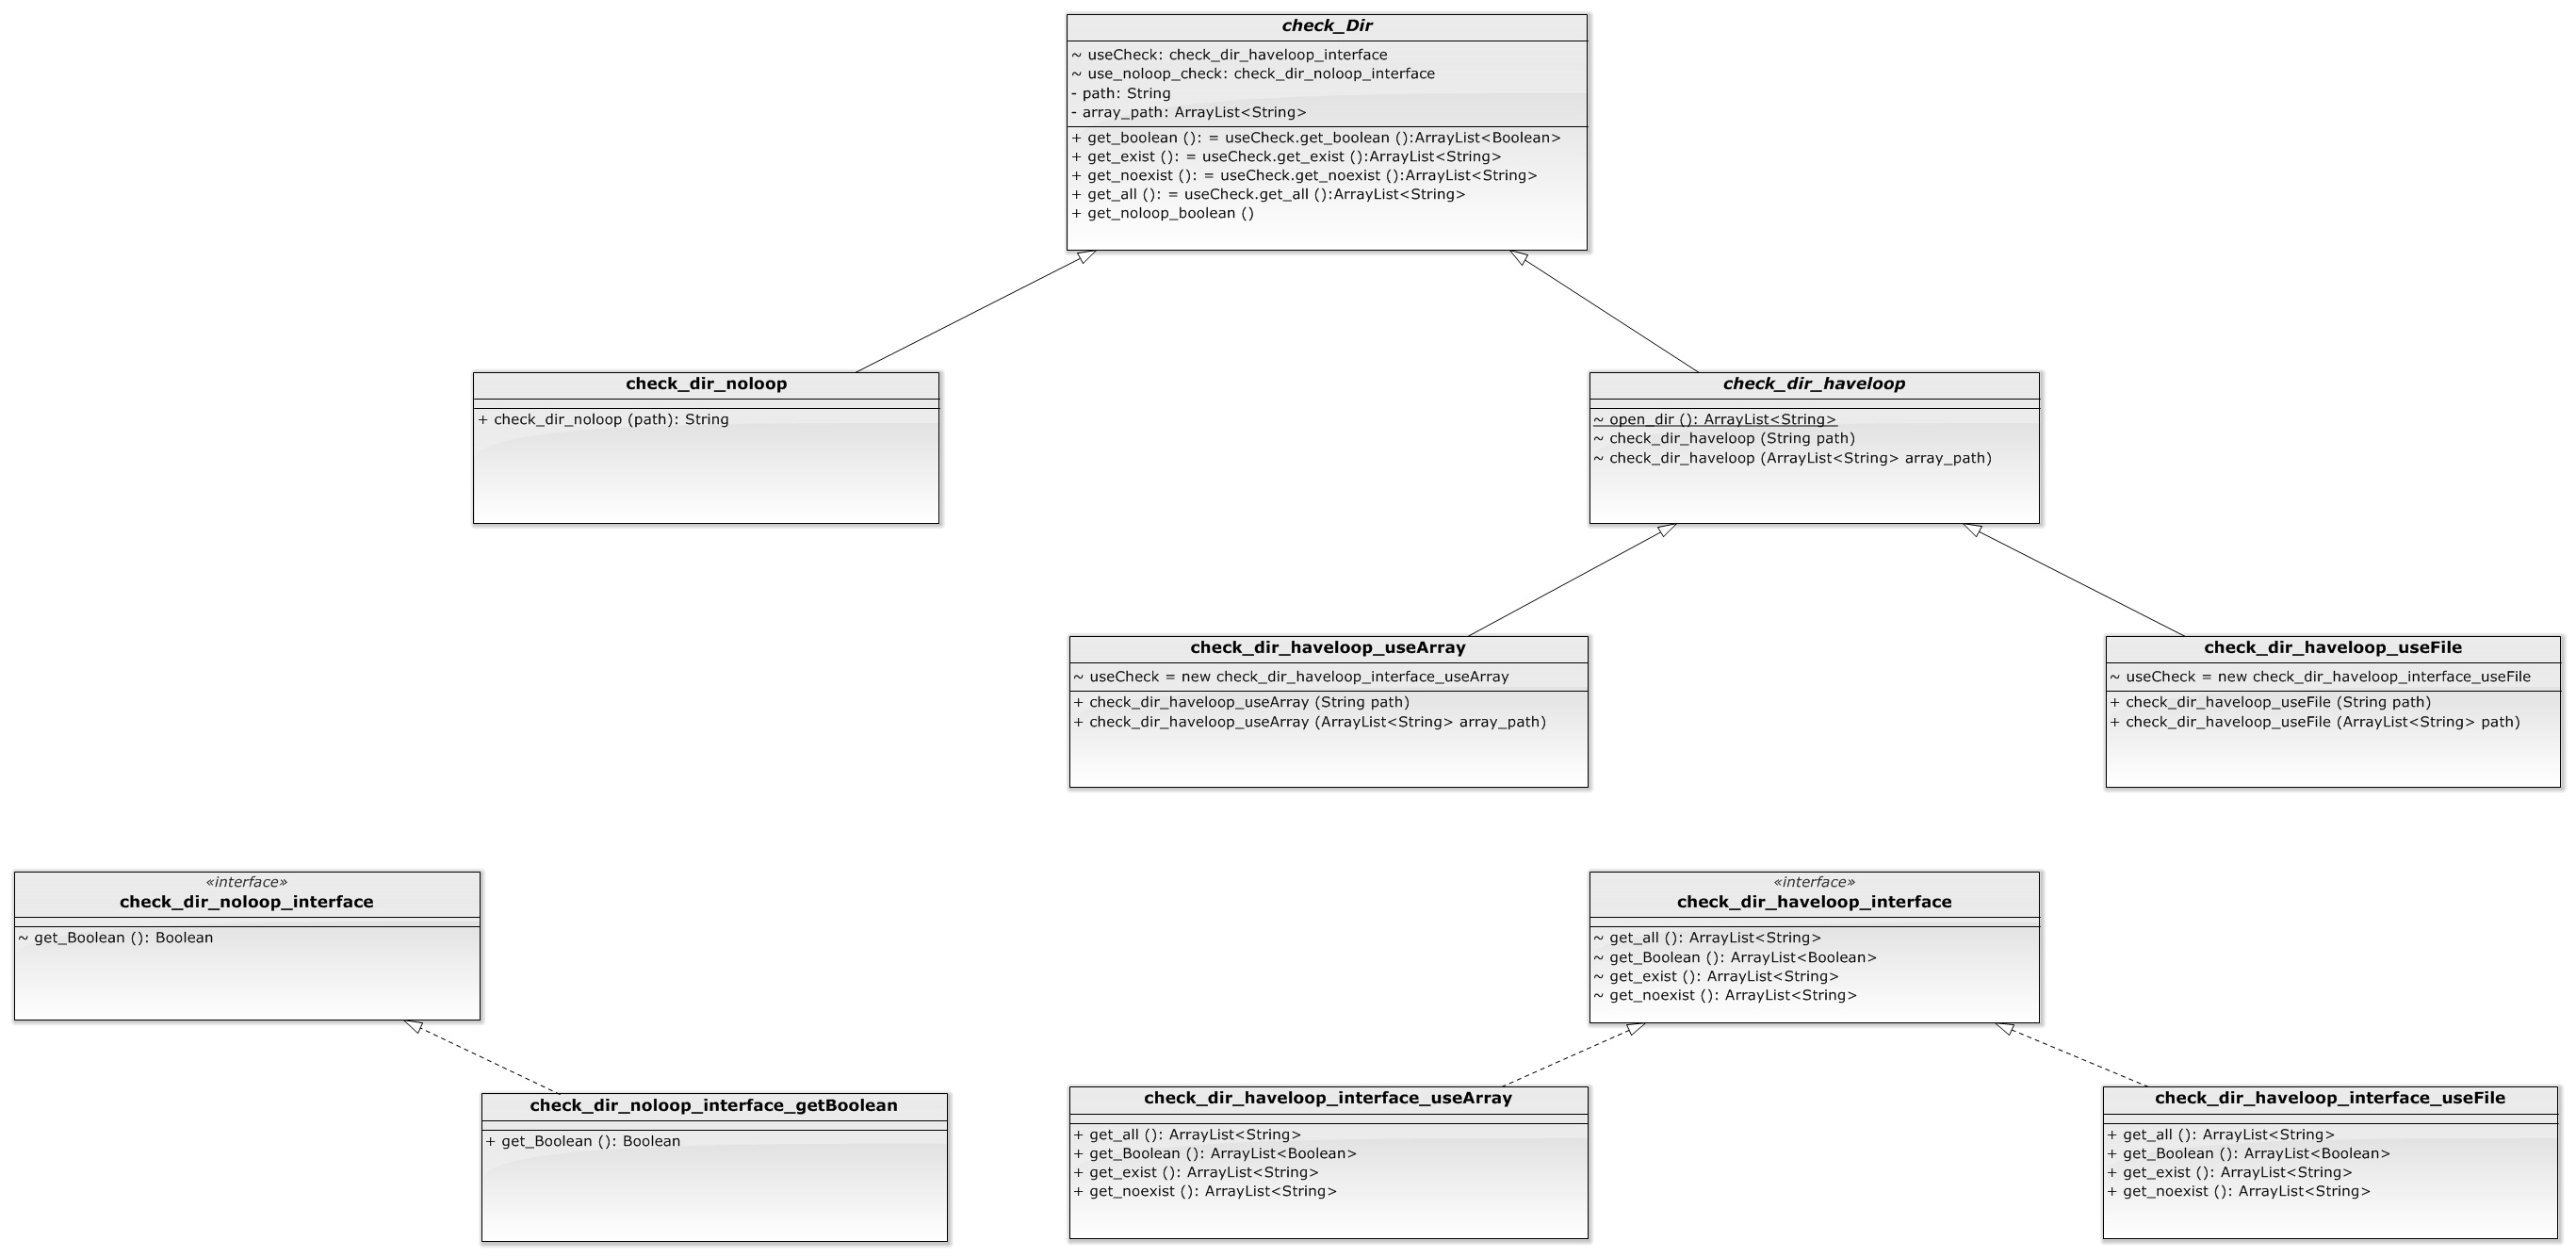 check_Dir
~ useCheck: check_dir_haveloop_interface
~ use_noloop_check: check_dir_noloop_interface
- path: String
- array_path: ArrayList<String>
+ get_boolean (): = useCheck.get_boolean ():ArrayList<Boolean>
+ get_exist (): = useCheck.get_exist ():ArrayList<String>
+ get_noexist (): = useCheck.get_noexist ():ArrayList<String>
+ get_all (): = useCheck.get_all ():ArrayList<String>
+ get_noloop_boolean ()
check_dir_noloop
+ check_dir_noloop (path): String
check_dir_haveloop
~ open_dir (): ArrayList<String>
~ check_dir_haveloop (String path)
~ check_dir_haveloop (ArrayList<String> array_path)
check_dir_haveloop_useArray
~ useCheck = new check_dir_haveloop_interface_useArray
+ check_dir_haveloop_useArray (String path)
+ check_dir_haveloop_useArray (ArrayList<String> array_path)
check_dir_haveloop_useFile
~ useCheck = new check_dir_haveloop_interface_useFile
+ check_dir_haveloop_useFile (String path)
+ check_dir_haveloop_useFile (ArrayList<String> path)
«interface»
check_dir_noloop_interface
~ get_Boolean (): Boolean
«interface»
check_dir_haveloop_interface
~ get_all (): ArrayList<String>
~ get_Boolean (): ArrayList<Boolean>
~ get_exist (): ArrayList<String>
~ get_noexist (): ArrayList<String>
check_dir_noloop_interface_getBoolean
+ get_Boolean (): Boolean
check_dir_haveloop_interface_useArray
+ get_all (): ArrayList<String>
+ get_Boolean (): ArrayList<Boolean>
+ get_exist (): ArrayList<String>
+ get_noexist (): ArrayList<String>
check_dir_haveloop_interface_useFile
+ get_all (): ArrayList<String>
+ get_Boolean (): ArrayList<Boolean>
+ get_exist (): ArrayList<String>
+ get_noexist (): ArrayList<String>